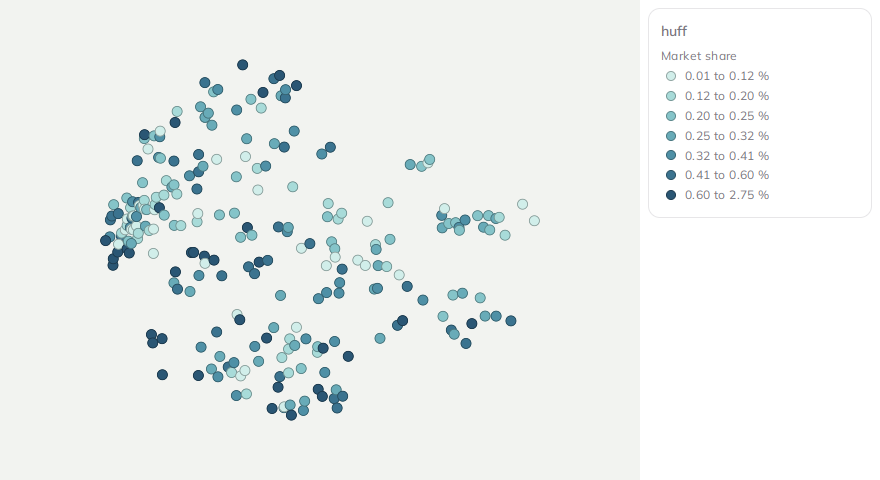 huff
Market share
0.01 to 0.12 %
0.12 to 0.20 %
0.20 to 0.25 %
0.25 to 0.32 %
0.32 to 0.41 %
0.41 to 0.60 %
0.60 to 2.75 %